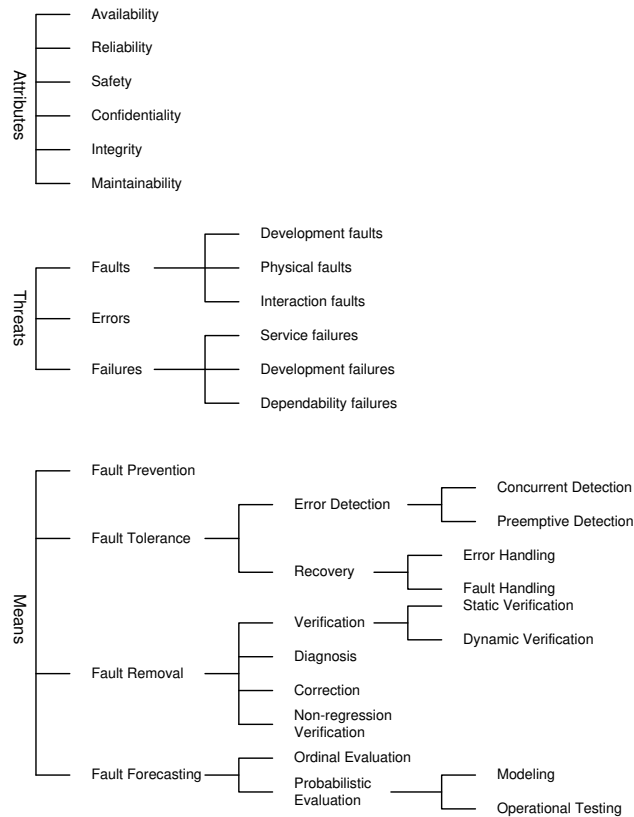 Attributes
Availability
Reliability
Safety
Confidentiality
Integrity
Maintainability
Threats
Faults
Development faults
Physical faults
Interaction faults
Errors
Failures
Service failures
Development failures
Dependability failures
Means
Fault Prevention
Fault Tolerance
Error Detection
Concurrent Detection
Preemptive Detection
Recovery
Error Handling
Fault Handling
Fault Removal
Verification
Static Verification
Dynamic Verification
Diagnosis
Correction
Non-regression
Verification
Fault Forecasting
Ordinal Evaluation
Probabilistic
Evaluation
Modeling
Operational Testing